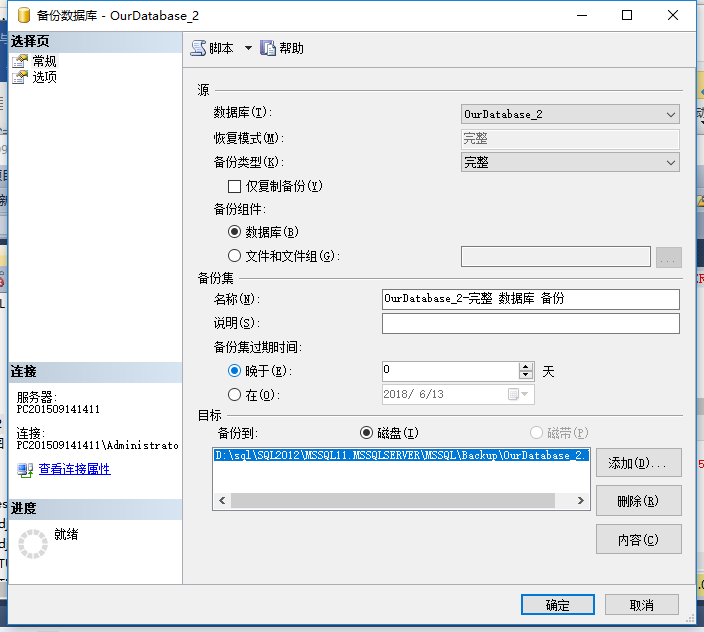 备份数据库 - OurDatabase_2
选择页
常规
选项
脚本
帮助
源
数据库(T):
OurDatabase_2
恢复模式(M):
完整
备份类型(K):
完整
仅复制备份(Y)
备份组件:
数据库(B)
文件和文件组(G):
...
备份集
名称(N):
OurDatabase_2-完整 数据库 备份
说明(S):
备份集过期时间:
晚于(E):
0
天
在(O):
2018/ 6/13
目标
备份到:
磁盘(I)
磁带(P)
D:\sql\SQL2012\MSSQL11.MSSQLSERVER\MSSQL\Backup\OurDatabase_2.
添加(D)...
删除(R)
内容(C)
连接
服务器:
PC201509141411
连接:
PC201509141411\Administrato
查看连接属性
进度
就绪
确定
取消